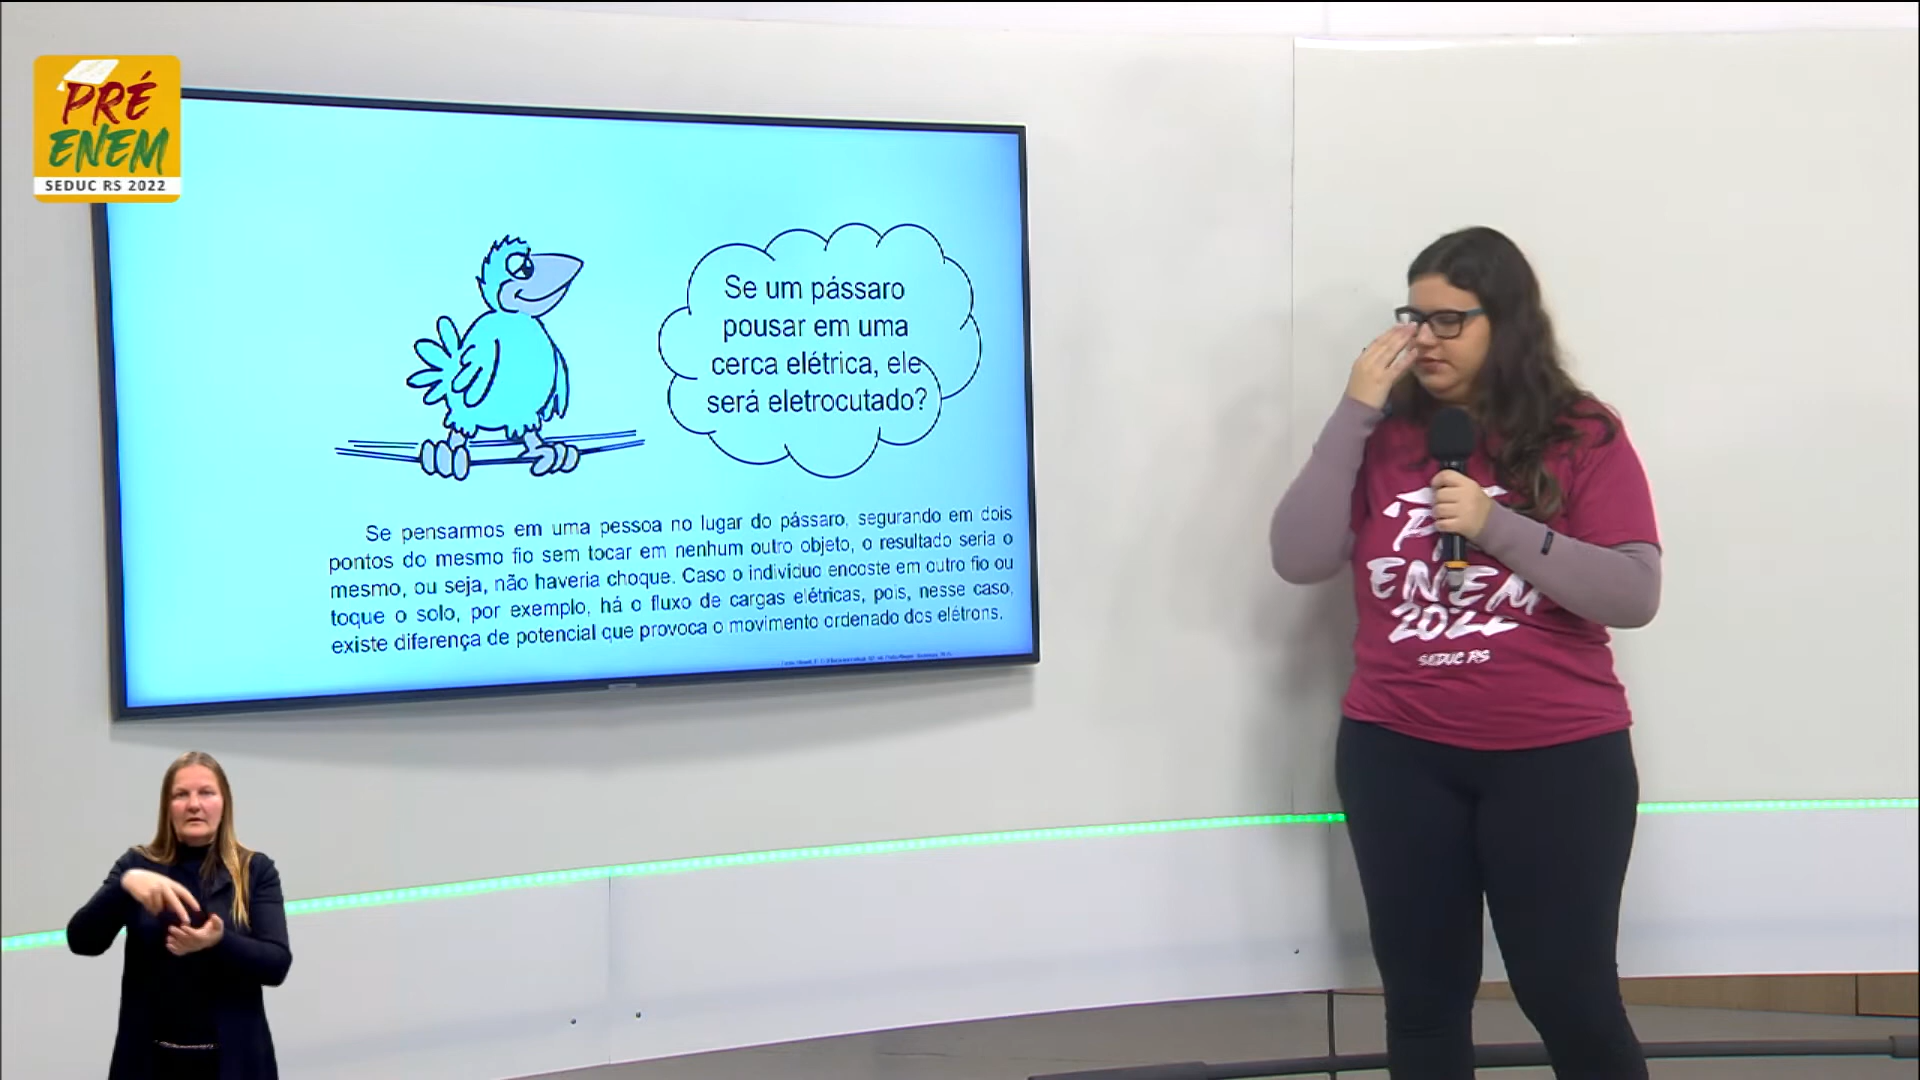 PRÉ
ENEM
SEDUC RS 2022
Se um pássaro
pousar em uma
cerca elétrica, ele
será eletrocutado?
Se pensarmos em uma pessoa no lugar do pássaro, segurando em dois
pontos do mesmo fio sem tocar em nenhum outro objeto, o resultado seria o
mesmo, ou seja, não haveria choque. Caso o individuo encoste em outro fio ou
toque o solo, por exemplo, há o fluxo de cargas elétricas, pois, nesse caso,
existe diferença de potencial que provoca o movimento ordenado dos elétrons.
ENEM
2022
SEDUC RS